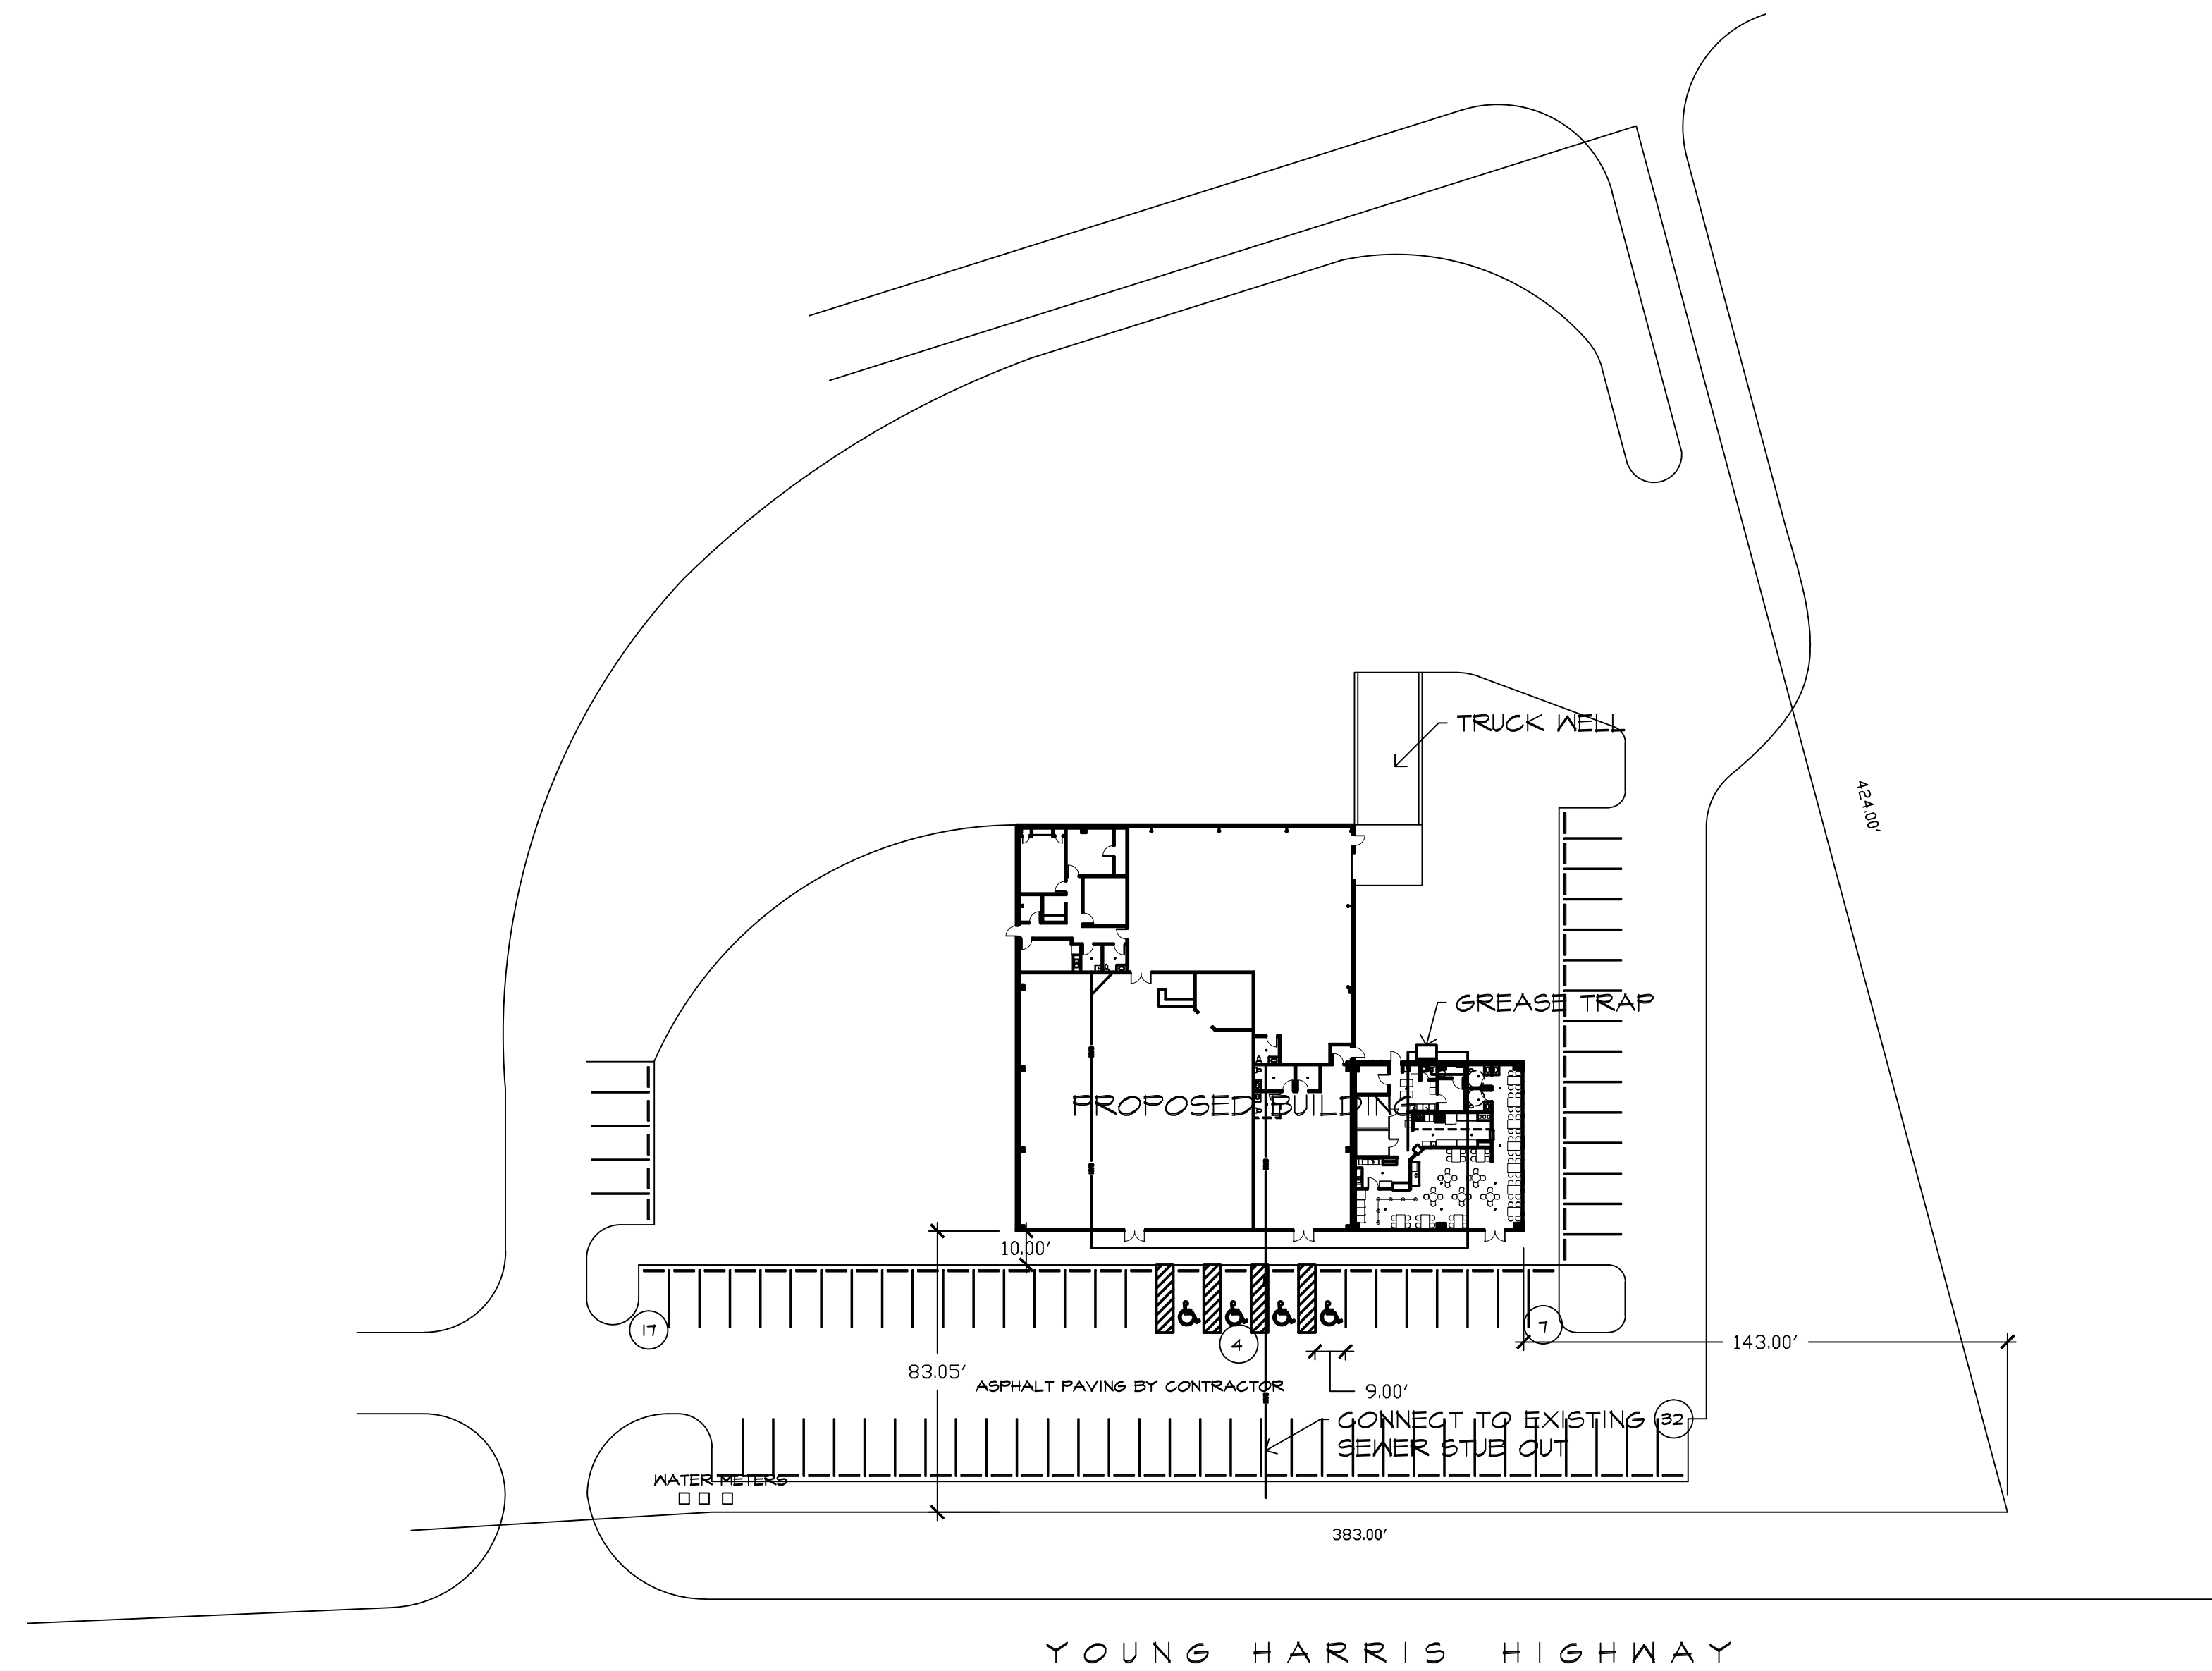 TRUCK WELL
424.00'
GREASE TRAP
PROPOSED BUILDING
10.00'
17
4
7
143.00'
83.05'
ASPHALT PAVING BY CONTRACTOR
9.00'
CONNECT TO EXISTING
SEWER STUB OUT
32
WATER METERS
383.00'
YOUNG HARRIS HIGHWAY